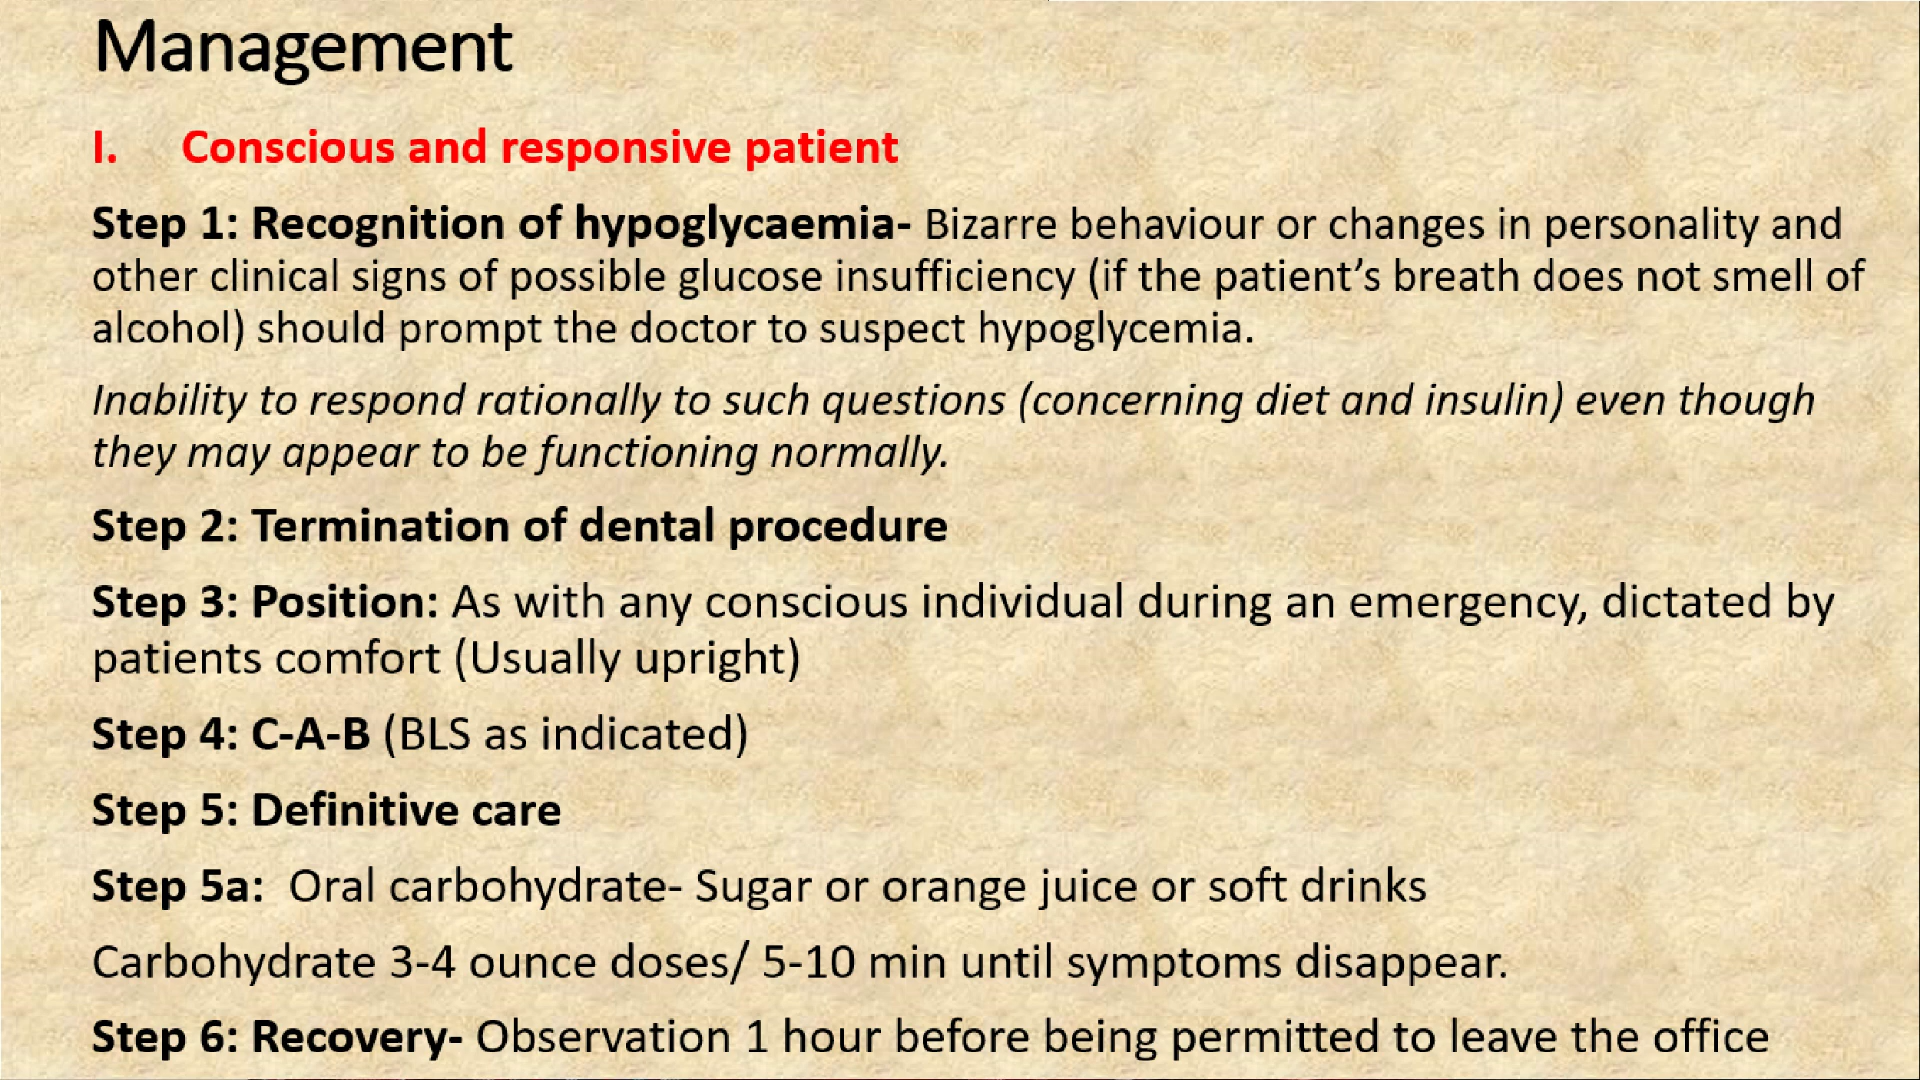 Management
I. Conscious and responsive patient
Step 1: Recognition of hypoglycaemia- Bizarre behaviour or changes in personality and
other clinical signs of possible glucose insufficiency (if the patient’s breath does not smell of
alcohol) should prompt the doctor to suspect hypoglycemia.
Inability to respond rationally to such questions (concerning diet and insulin) even though
they may appear to be functioning normally.
Step 2: Termination of dental procedure
Step 3: Position: As with any conscious individual during an emergency, dictated by
patients comfort (Usually upright)
Step 4: C-A-B (BLS as indicated)
Step 5: Definitive care
Step 5a: Oral carbohydrate- Sugar or orange juice or soft drinks
Carbohydrate 3-4 ounce doses/ 5-10 min until symptoms disappear.
Step 6: Recovery- Observation 1 hour before being permitted to leave the office